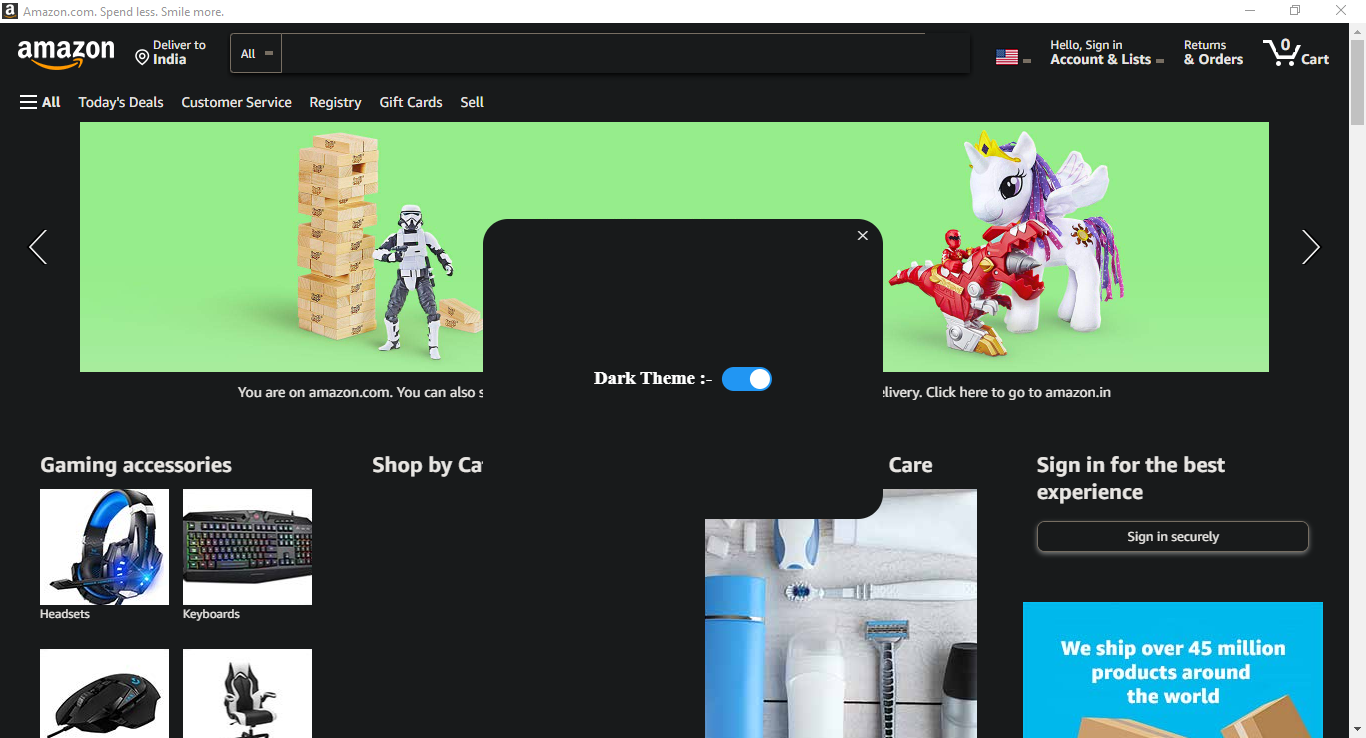 a Amazon.com. Spend less. Smile more.
amazon
Deliver to
India
All
Hello, Sign in
Account & Lists
Returns
& Orders
0
Cart
All Today's Deals Customer Service Registry Gift Cards Sell
Dark Theme :-
You are on amazon.com. You can also s
elivery. Click here to go to amazon.in
Gaming accessories
Shop by Ca
Care
Sign in for the best
experience
Sign in securely
Headsets
Keyboards
We ship over 45 million
products around
the world